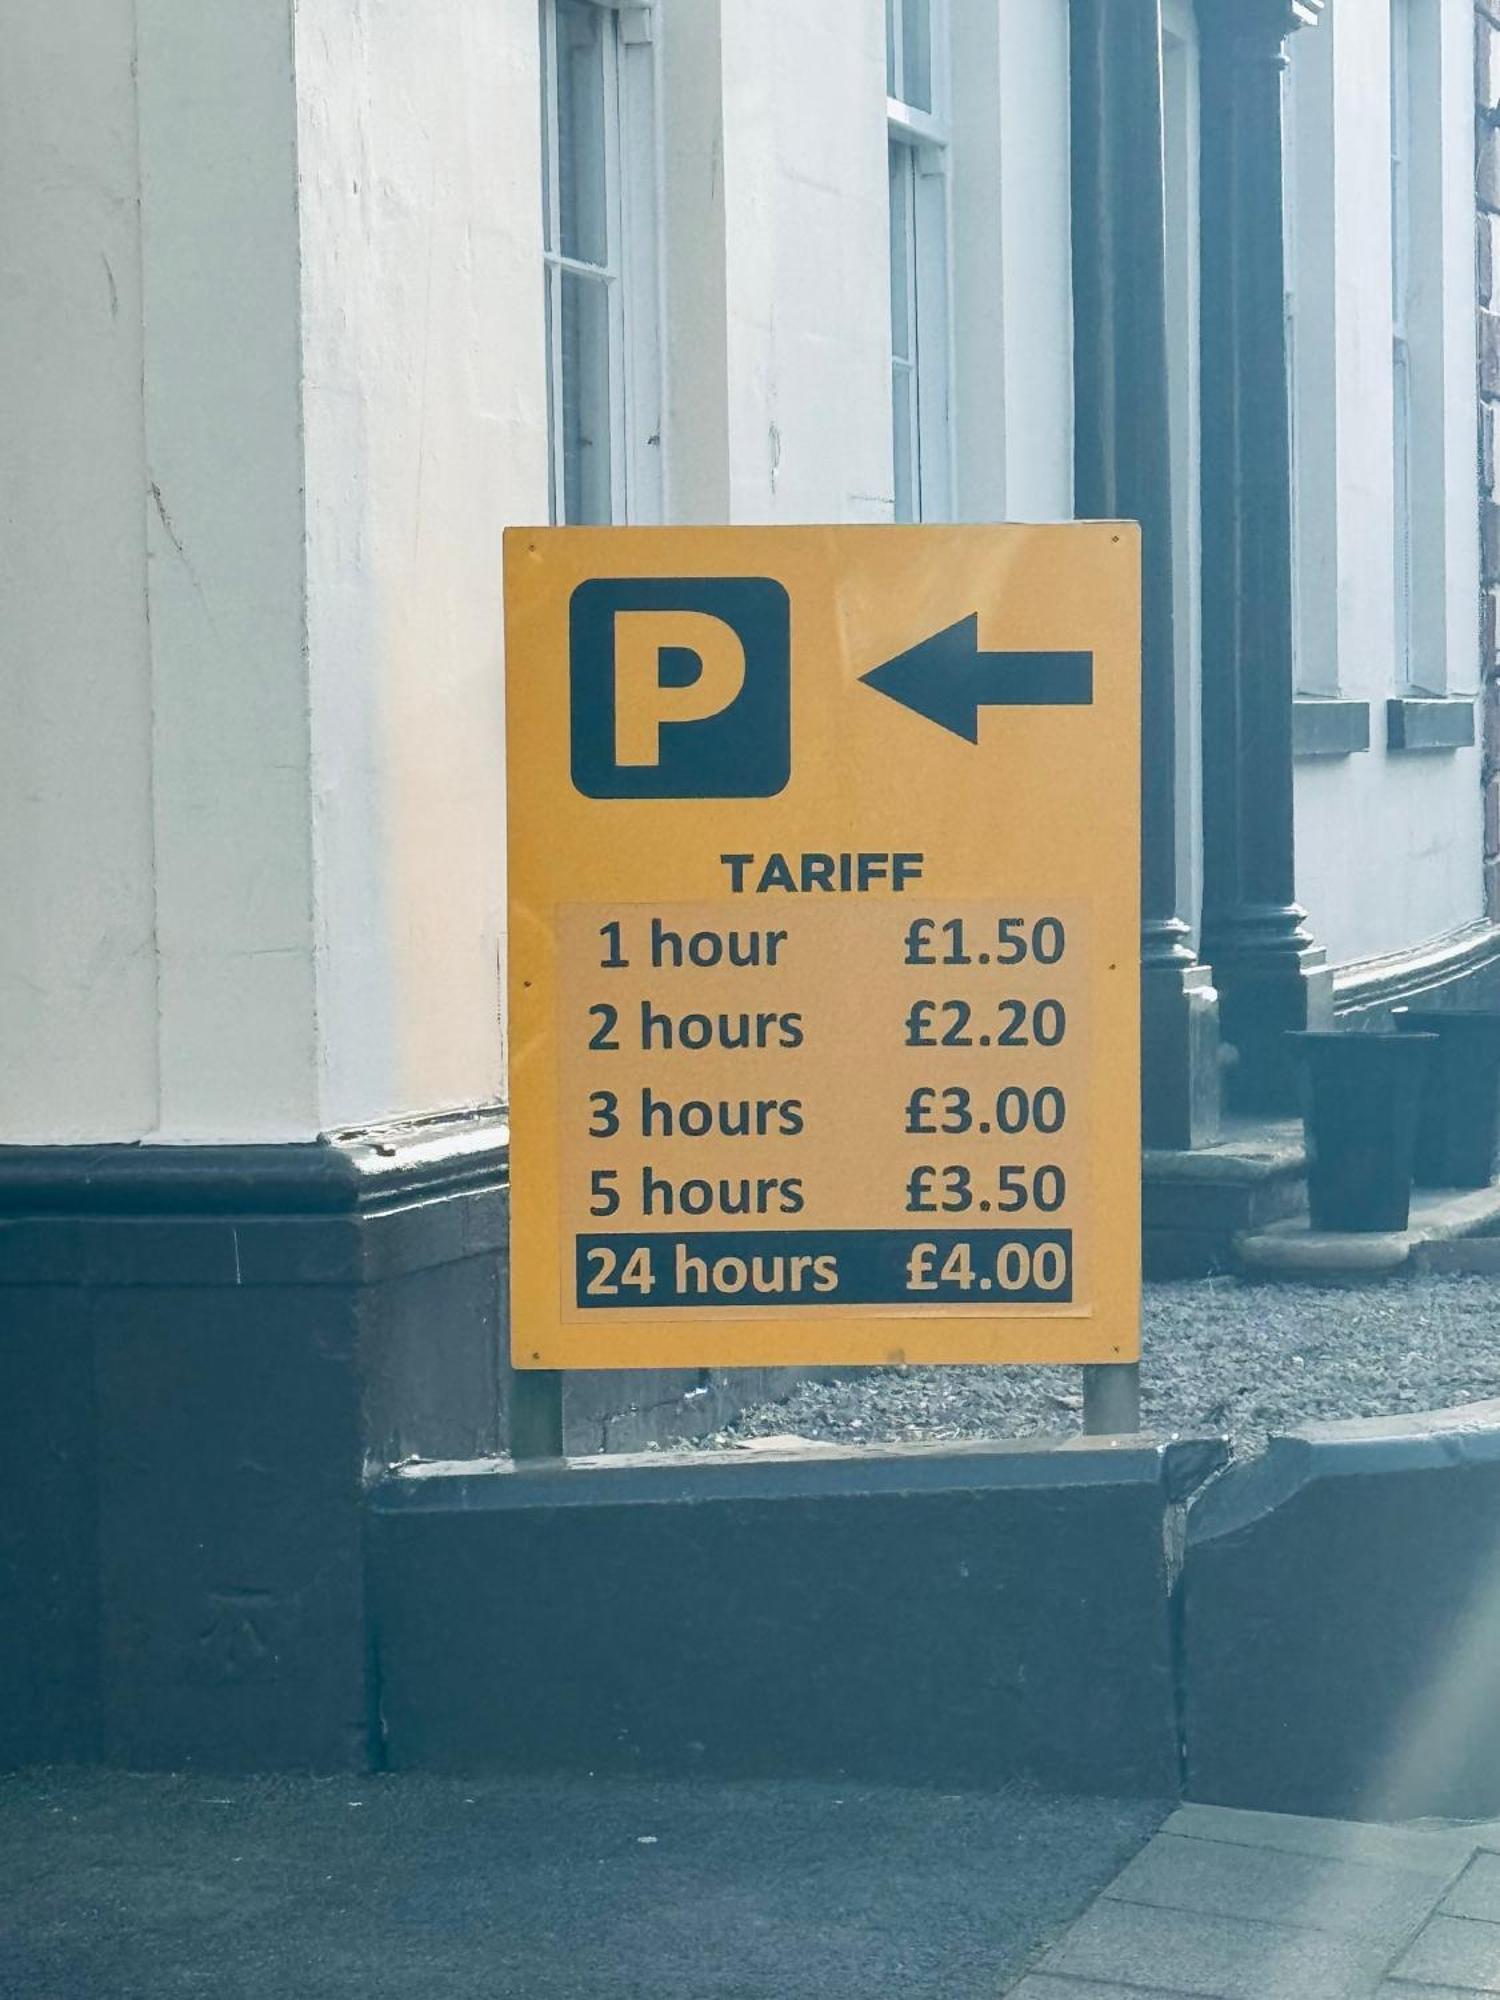 P
TARIFF
1 hour £1.50
2 hours £2.20
3 hours £3.00
5 hours £3.50
24 hours £4.00